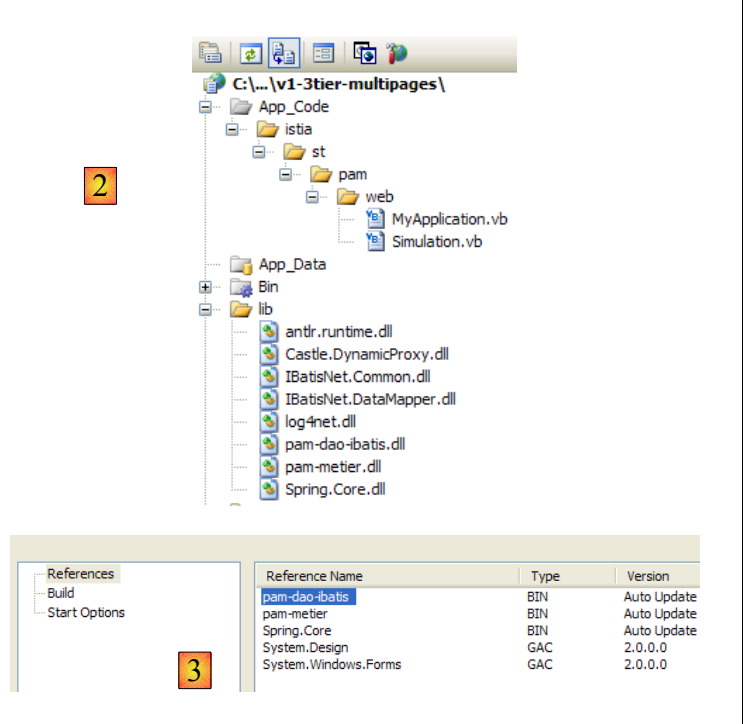 C:\...\v1-3tier-multipages\
App_Code
istia
st
pam
2
web
MyApplication.vb
Simulation.vb
App_Data
Bin
lib
antlr.runtime.dll
Castle.DynamicProxy.dll
IBatisNet.Common.dll
IBatisNet.DataMapper.dll
log4net.dll
pam-dao-ibatis.dll
pam-metier.dll
Spring.Core.dll
References
Build
Start Options
3
Reference Name Type Version
pam-dao-ibatis BIN Auto Update
pam-metier BIN Auto Update
Spring.Core BIN Auto Update
System.Design GAC 2.0.0.0
System.Windows.Forms GAC 2.0.0.0